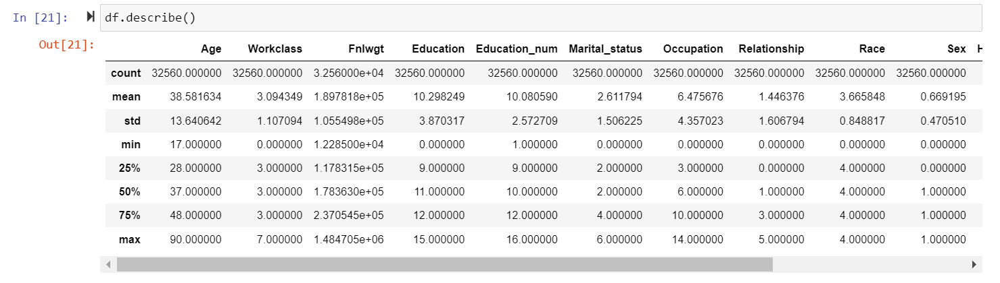 In [21]: df.describe()
Out[21]:
Age Workclass Fnlwgt Education Education_num Marital_status Occupation Relationship Race Sex H
count 32560.000000 32560.000000 3.256000e+04 32560.000000 32560.000000 32560.000000 32560.000000 32560.000000 32560.000000 32560.000000
mean 38.581634 3.094349 1.897818e+05 10.298249 10.080590 2.611794 6.475676 1.446376 3.665848 0.669195
std 13.640642 1.107094 1.055498e+05 3.870317 2.572709 1.506225 4.357023 1.606794 0.848817 0.470510
min 17.000000 0.000000 1.228500e+04 0.000000 1.000000 0.000000 0.000000 0.000000 0.000000 0.000000
25% 28.000000 3.000000 1.178315e+05 9.000000 9.000000 2.000000 3.000000 0.000000 4.000000 0.000000
50% 37.000000 3.000000 1.783630e+05 11.000000 10.000000 2.000000 6.000000 1.000000 4.000000 1.000000
75% 48.000000 3.000000 2.370545e+05 12.000000 12.000000 4.000000 10.000000 3.000000 4.000000 1.000000
max 90.000000 7.000000 1.484705e+06 15.000000 16.000000 6.000000 14.000000 5.000000 4.000000 1.000000